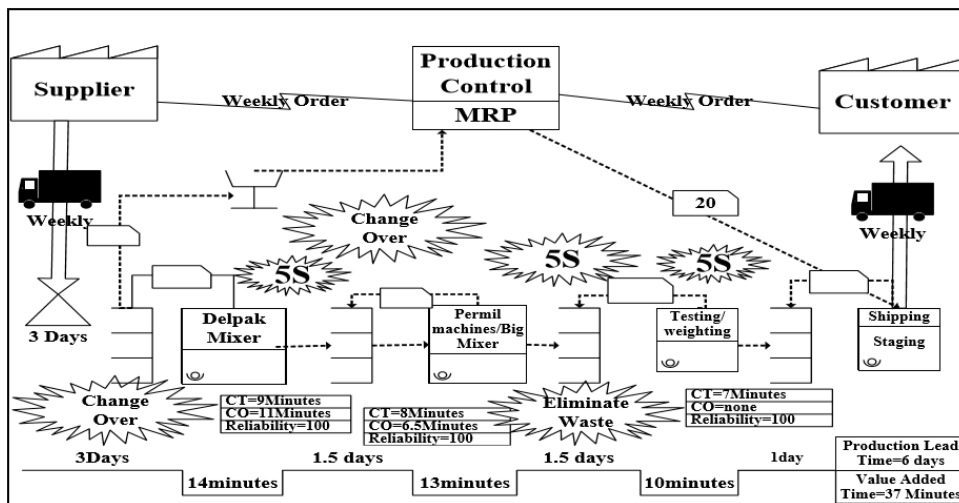 Supplier
Weekly Order
Production
Control
MRP
Weekly Order
Customer
Weekly
20
Weekly
Change
Over
5S
5S
5S
3 Days
Delpak
Mixer
Permil
machines/Big
Mixer
Testing/
weighting
Shipping
Staging
Change
Over
CT=9Minutes
CO=11Minutes
Reliability=100
CT=8Minutes
CO=6.5Minutes
Reliability=100
Eliminate
Waste
CT=7Minutes
CO=none
Reliability=100
3Days
1.5 days
1.5 days
1day
14minutes
13minutes
10minutes
Production Lead
Time=6 days
Value Added
Time=37 Minutes